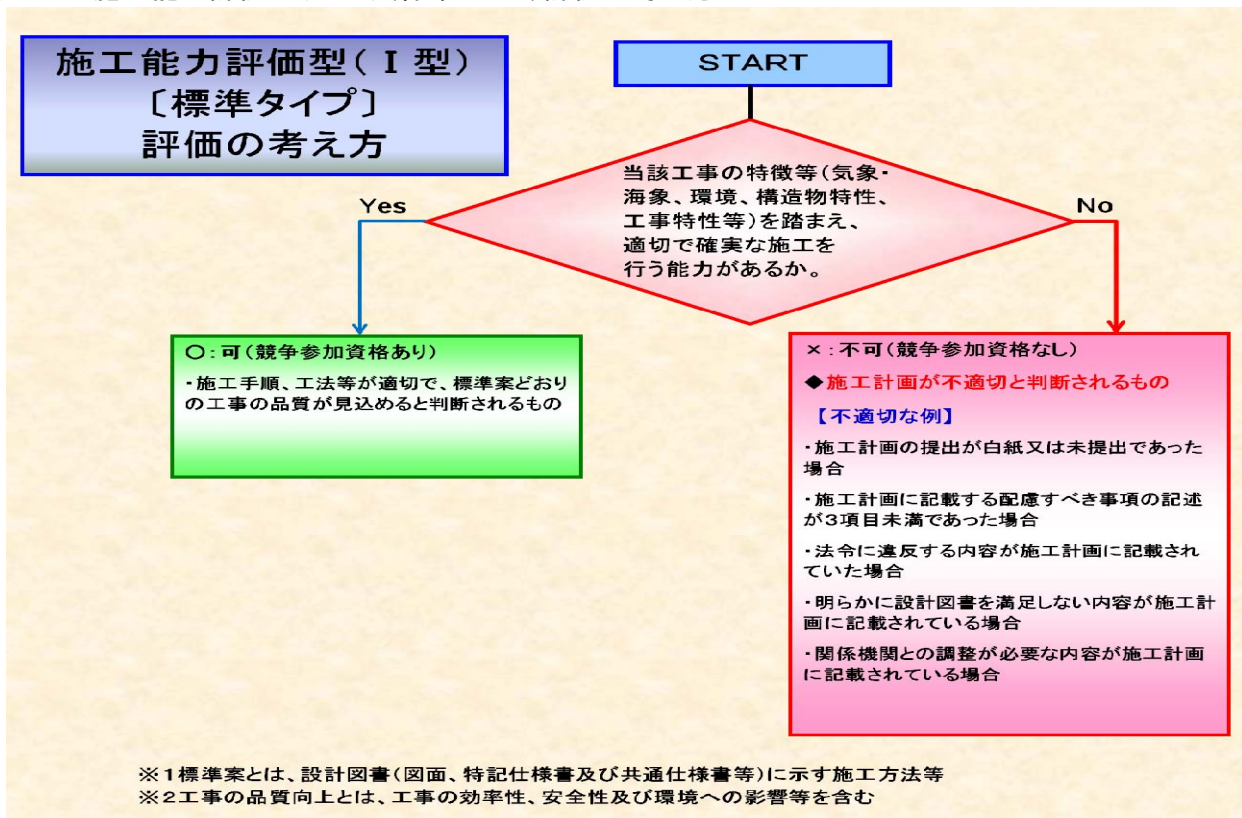 施工能力評価型(Ⅰ型)
〔標準タイプ〕
評価の考え方
START
当該工事の特徴等(気象・
海象、環境、構造物特性、
工事特性等)を踏まえ、
適切で確実な施工を
行う能力があるか。
Yes
No
○:可(競争参加資格あり)
・施工手順、工法等が適切で、標準案どおり
の工事の品質が見込めると判断されるもの
×:不可(競争参加資格なし)
◆施工計画が不適切と判断されるもの
【不適切な例】
・施工計画の提出が白紙又は未提出であった
場合
・施工計画に記載する配慮すべき事項の記述
が3項目未満であった場合
・法令に違反する内容が施工計画に記載され
ていた場合
・明らかに設計図書を満足しない内容が施工計
画に記載されている場合
・関係機関との調整が必要な内容が施工計画
に記載されている場合
※1標準案とは、設計図書(図面、特記仕様書及び共通仕様書等)に示す施工方法等
※2工事の品質向上とは、工事の効率性、安全性及び環境への影響等を含む